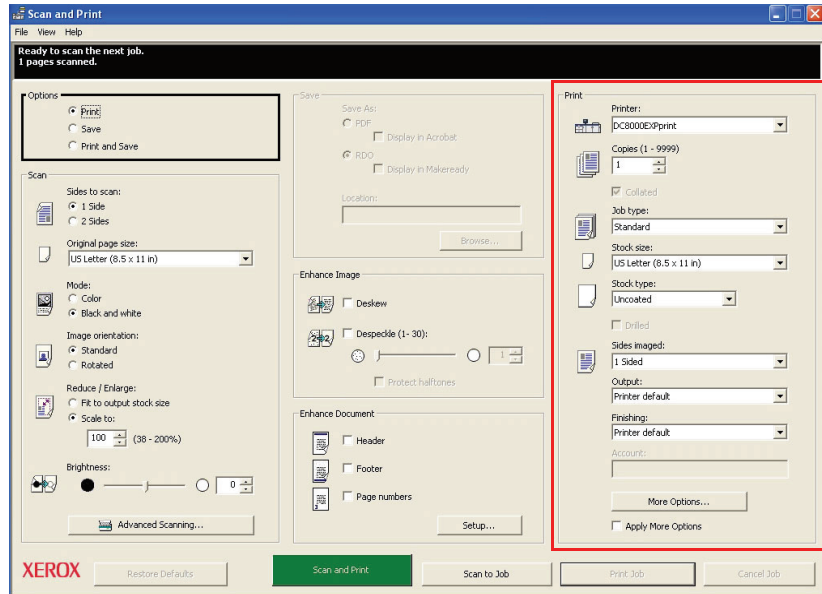 Scan and Print
File View Help
Ready to scan the next job.
1 pages scanned.
Options
Print
Save
Print and Save
Scan
Sides to scan:
1 Side
2 Sides
Original page size:
US Letter (8.5 x 11 in)
Mode:
Color
Black and white
Image orientation:
Standard
Rotated
Reduce / Enlarge:
Fit to output stock size
Scale to:
100 (38 - 200%)
Brightness:
0
Advanced Scanning...
Save
Save As:
PDF
Display in Acrobat
RDO
Display in Makeready
Location:
Browse...
Enhance Image
Deskew
Despeckle (1- 30):
1
Protect halftones
Enhance Document
Header
Footer
Page numbers
Setup...
Print
Printer:
DC8000EXPprint
Copies (1 - 9999)
1
Collated
Job type:
Standard
Stock size:
US Letter (8.5 x 11 in)
Stock type:
Uncoated
Drilled
Sides imaged:
1 Sided
Output:
Printer default
Finishing:
Printer default
Account:
More Options...
Apply More Options
XEROX Restore Defaults Scan and Print Scan to Job Print Job Cancel Job